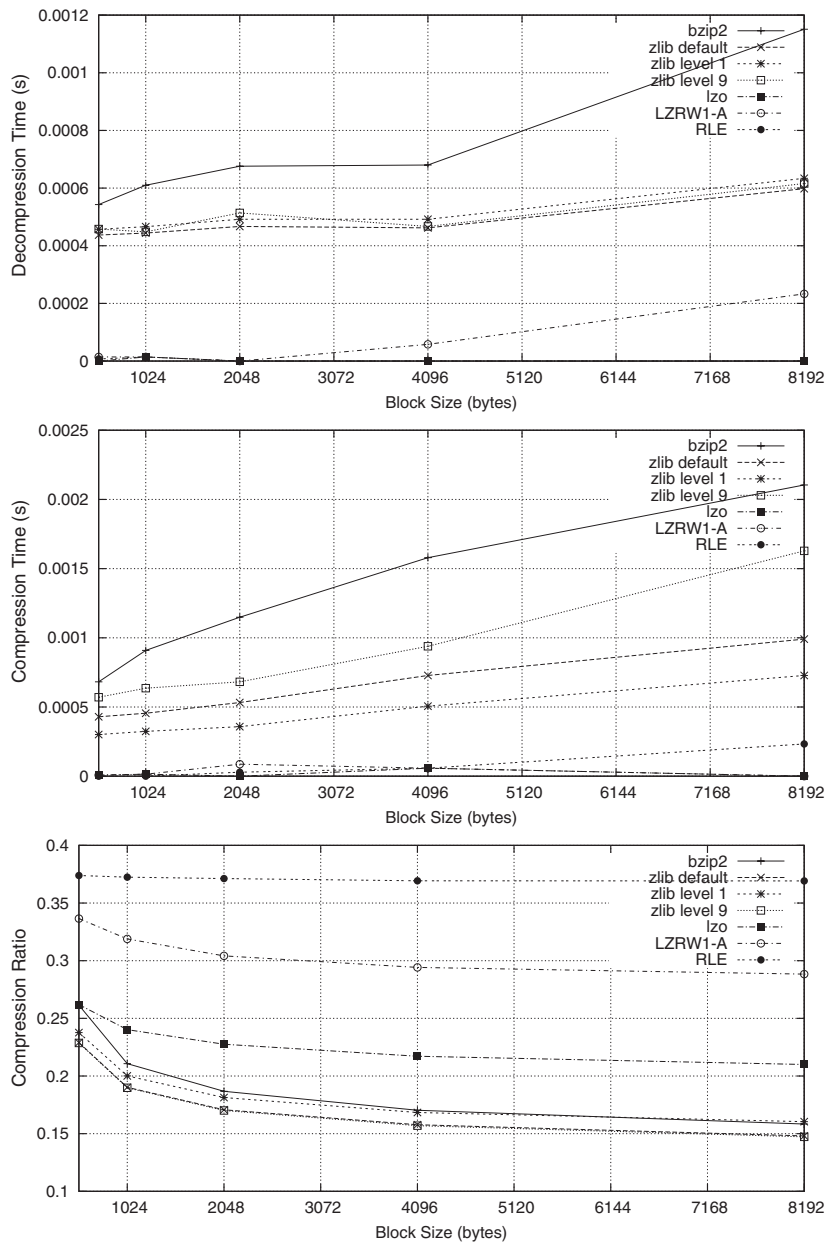 0.0012
0.001
0.0008
0.0006
0.0004
0.0002
0
Decompression Time (s)
bzip2
zlib default
zlib level 1
zlib level 9
lzo
LZRW1-A
RLE
1024 2048 3072 4096 5120 6144 7168 8192
Block Size (bytes)
0.0025
0.002
0.0015
0.001
0.0005
0
Compression Time (s)
bzip2
zlib default
zlib level 1
zlib level 9
lzo
LZRW1-A
RLE
1024 2048 3072 4096 5120 6144 7168 8192
Block Size (bytes)
0.4
0.35
0.3
0.25
0.2
0.15
0.1
Compression Ratio
bzip2
zlib default
zlib level 1
zlib level 9
lzo
LZRW1-A
RLE
1024 2048 3072 4096 5120 6144 7168 8192
Block Size (bytes)